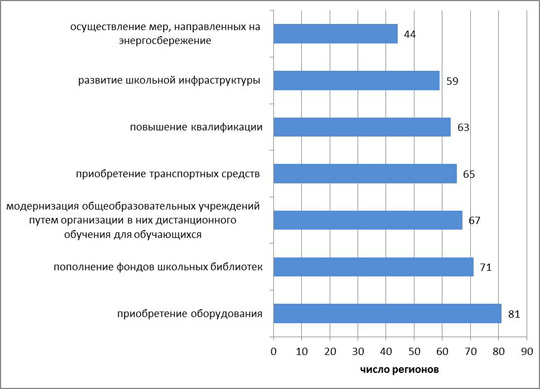 осуществление мер, направленных на
энергосбережение
44
развитие школьной инфраструктуры
59
повышение квалификации
63
приобретение транспортных средств
65
модернизация общеобразовательных учреждений
путем организации в них дистанционного
обучения для обучающихся
67
пополнение фондов школьных библиотек
71
приобретение оборудования
81
0 10 20 30 40 50 60 70 80 90
число регионов